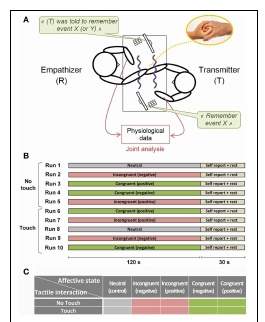 A
« (T) was told to remember
event X (or Y) »
Empathizer
(R)
Transmitter
(T)
« Remember
event X »
Physiological
data
Joint analysis
B
No
touch
Touch
Run 1 Neutral Self report + rest
Run 2 Incongruent (negative) Self report + rest
Run 3 Congruent (positive) Self report + rest
Run 4 Congruent (negative) Self report + rest
Run 5 Incongruent (positive) Self report + rest
Run 6 Congruent (positive) Self report + rest
Run 7 Incongruent (positive) Self report + rest
Run 8 Neutral Self report + rest
Run 9 Incongruent (negative) Self report + rest
Run 10 Congruent (negative) Self report + rest
120 s 30 s
C
Affective state
Tactile interaction
Neutral
(control)
Incongruent
(negative)
Incongruent
(positive)
Congruent
(negative)
Congruent
(positive)
No Touch
Touch